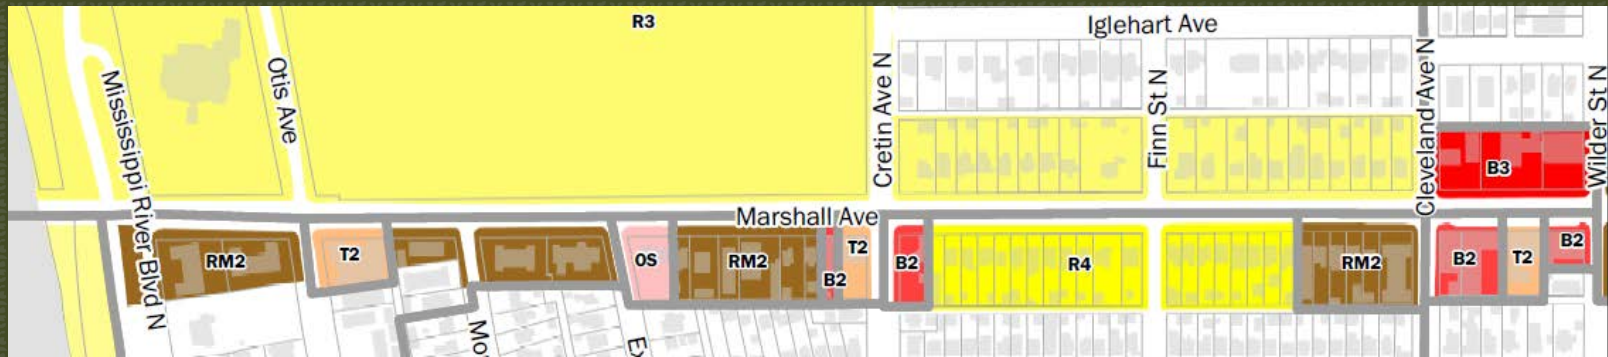 R3
Iglehart Ave
Mississippi River Blvd N
Otis Ave
Cretin Ave N
Finn St N
Cleveland Ave N
Wilder St N
B3
Marshall Ave
RM2
T2
OS
RM2
B2
T2
B2
R4
RM2
B2
T2
B2